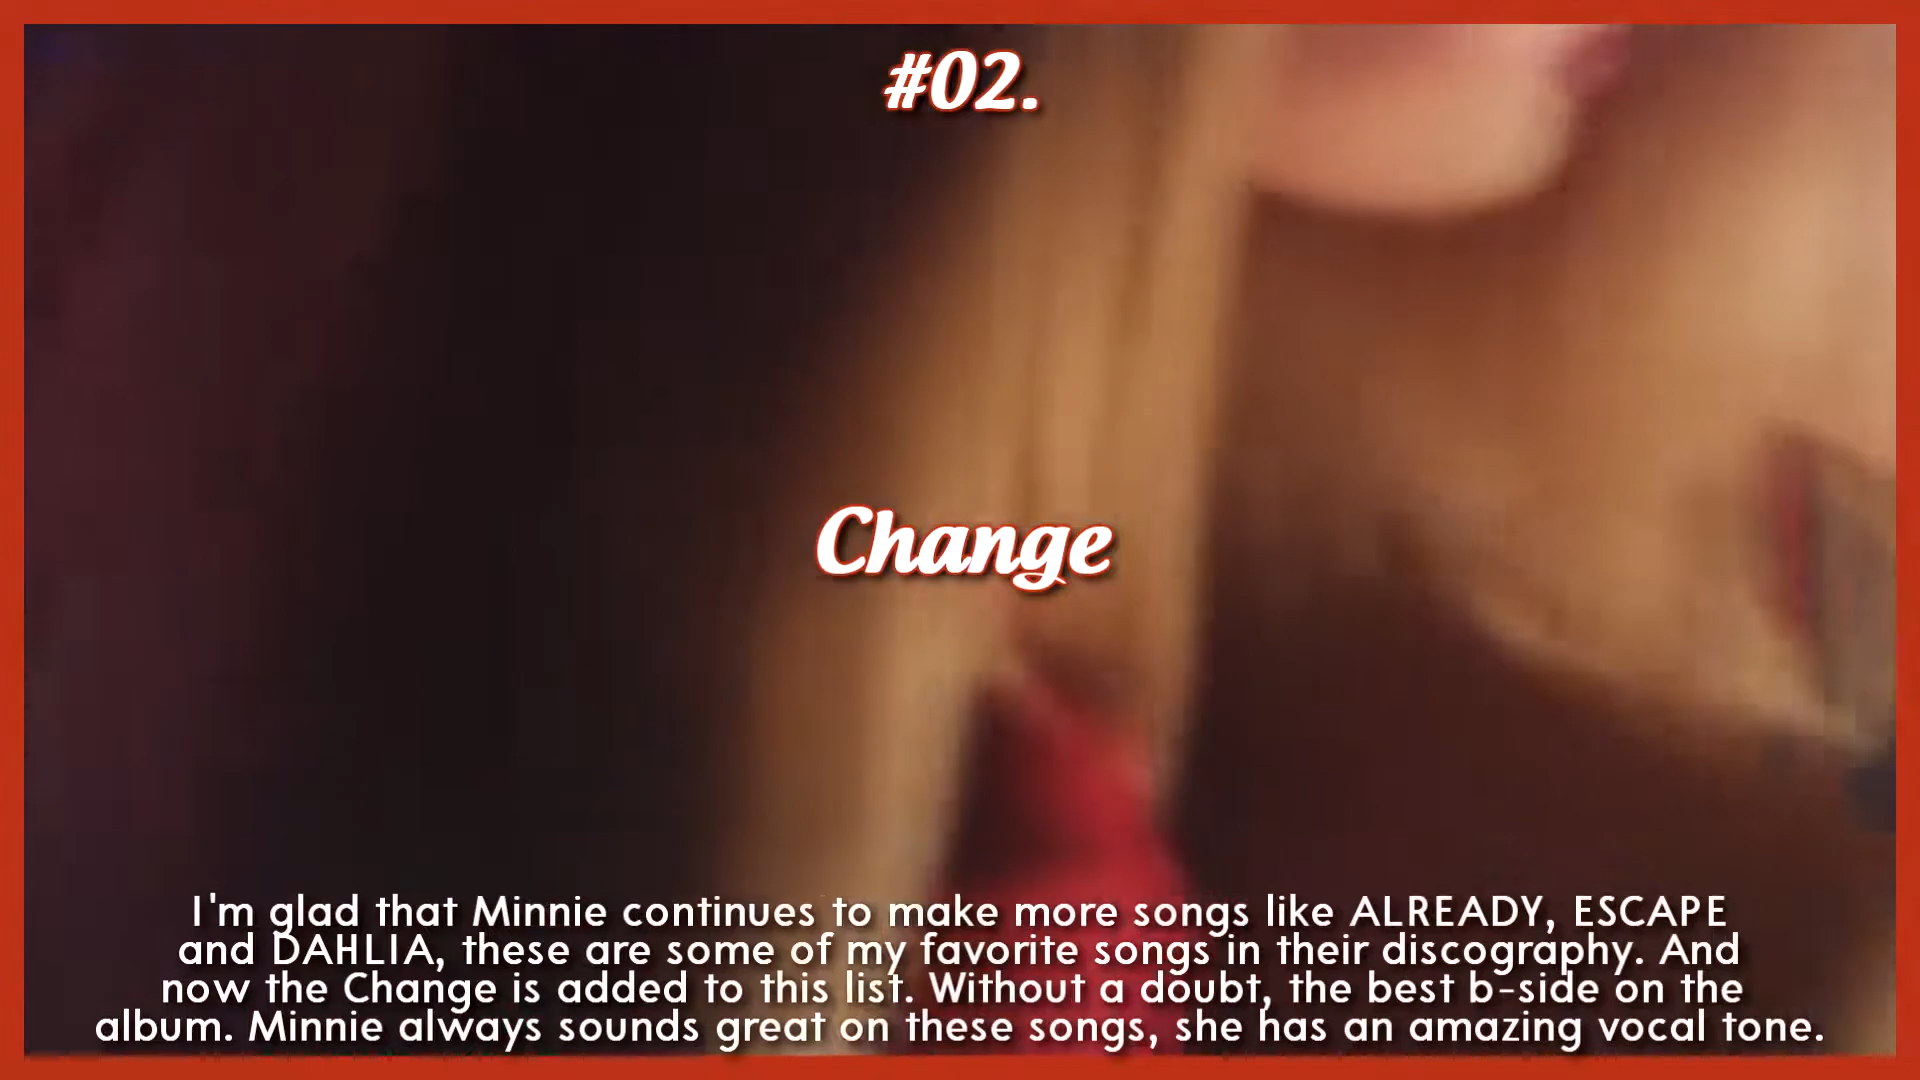 #02.
Change
I'm glad that Minnie continues to make more songs like ALREADY, ESCAPE
and DAHLIA, these are some of my favorite songs in their discography. And
now the Change is added to this list. Without a doubt, the best b-side on the
album. Minnie always sounds great on these songs, she has an amazing vocal tone.